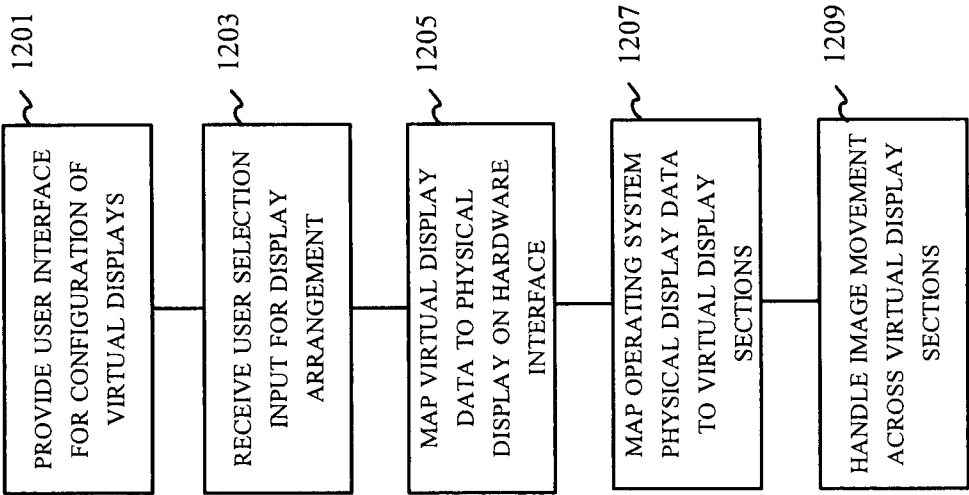 PROVIDE USER INTERFACE
FOR CONFIGURATION OF
VIRTUAL DISPLAYS
1201
RECEIVE USER SELECTION
INPUT FOR DISPLAY
ARRANGEMENT
1203
MAP VIRTUAL DISPLAY
DATA TO PHYSICAL
DISPLAY ON HARDWARE
INTERFACE
1205
MAP OPERATING SYSTEM
PHYSICAL DISPLAY DATA
TO VIRTUAL DISPLAY
SECTIONS
1207
HANDLE IMAGE MOVEMENT
ACROSS VIRTUAL DISPLAY
SECTIONS
1209